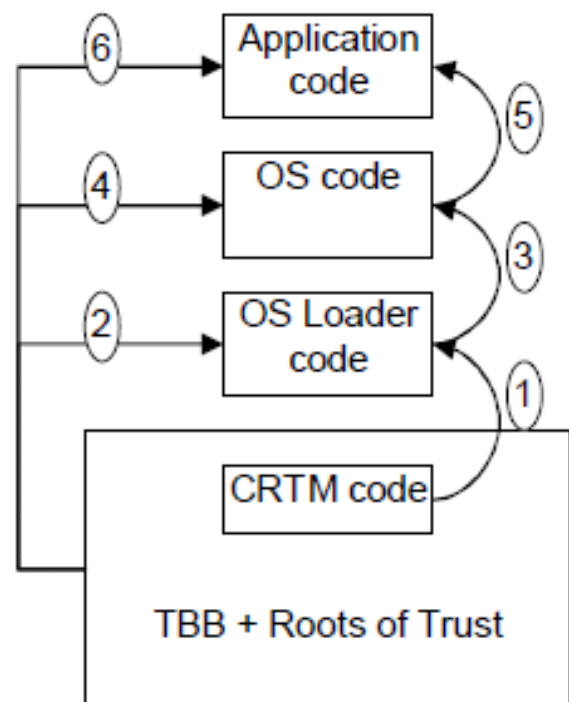 6
Application
code
5
4
OS code
3
2
OS Loader
code
1
CRTM code
TBB + Roots of Trust